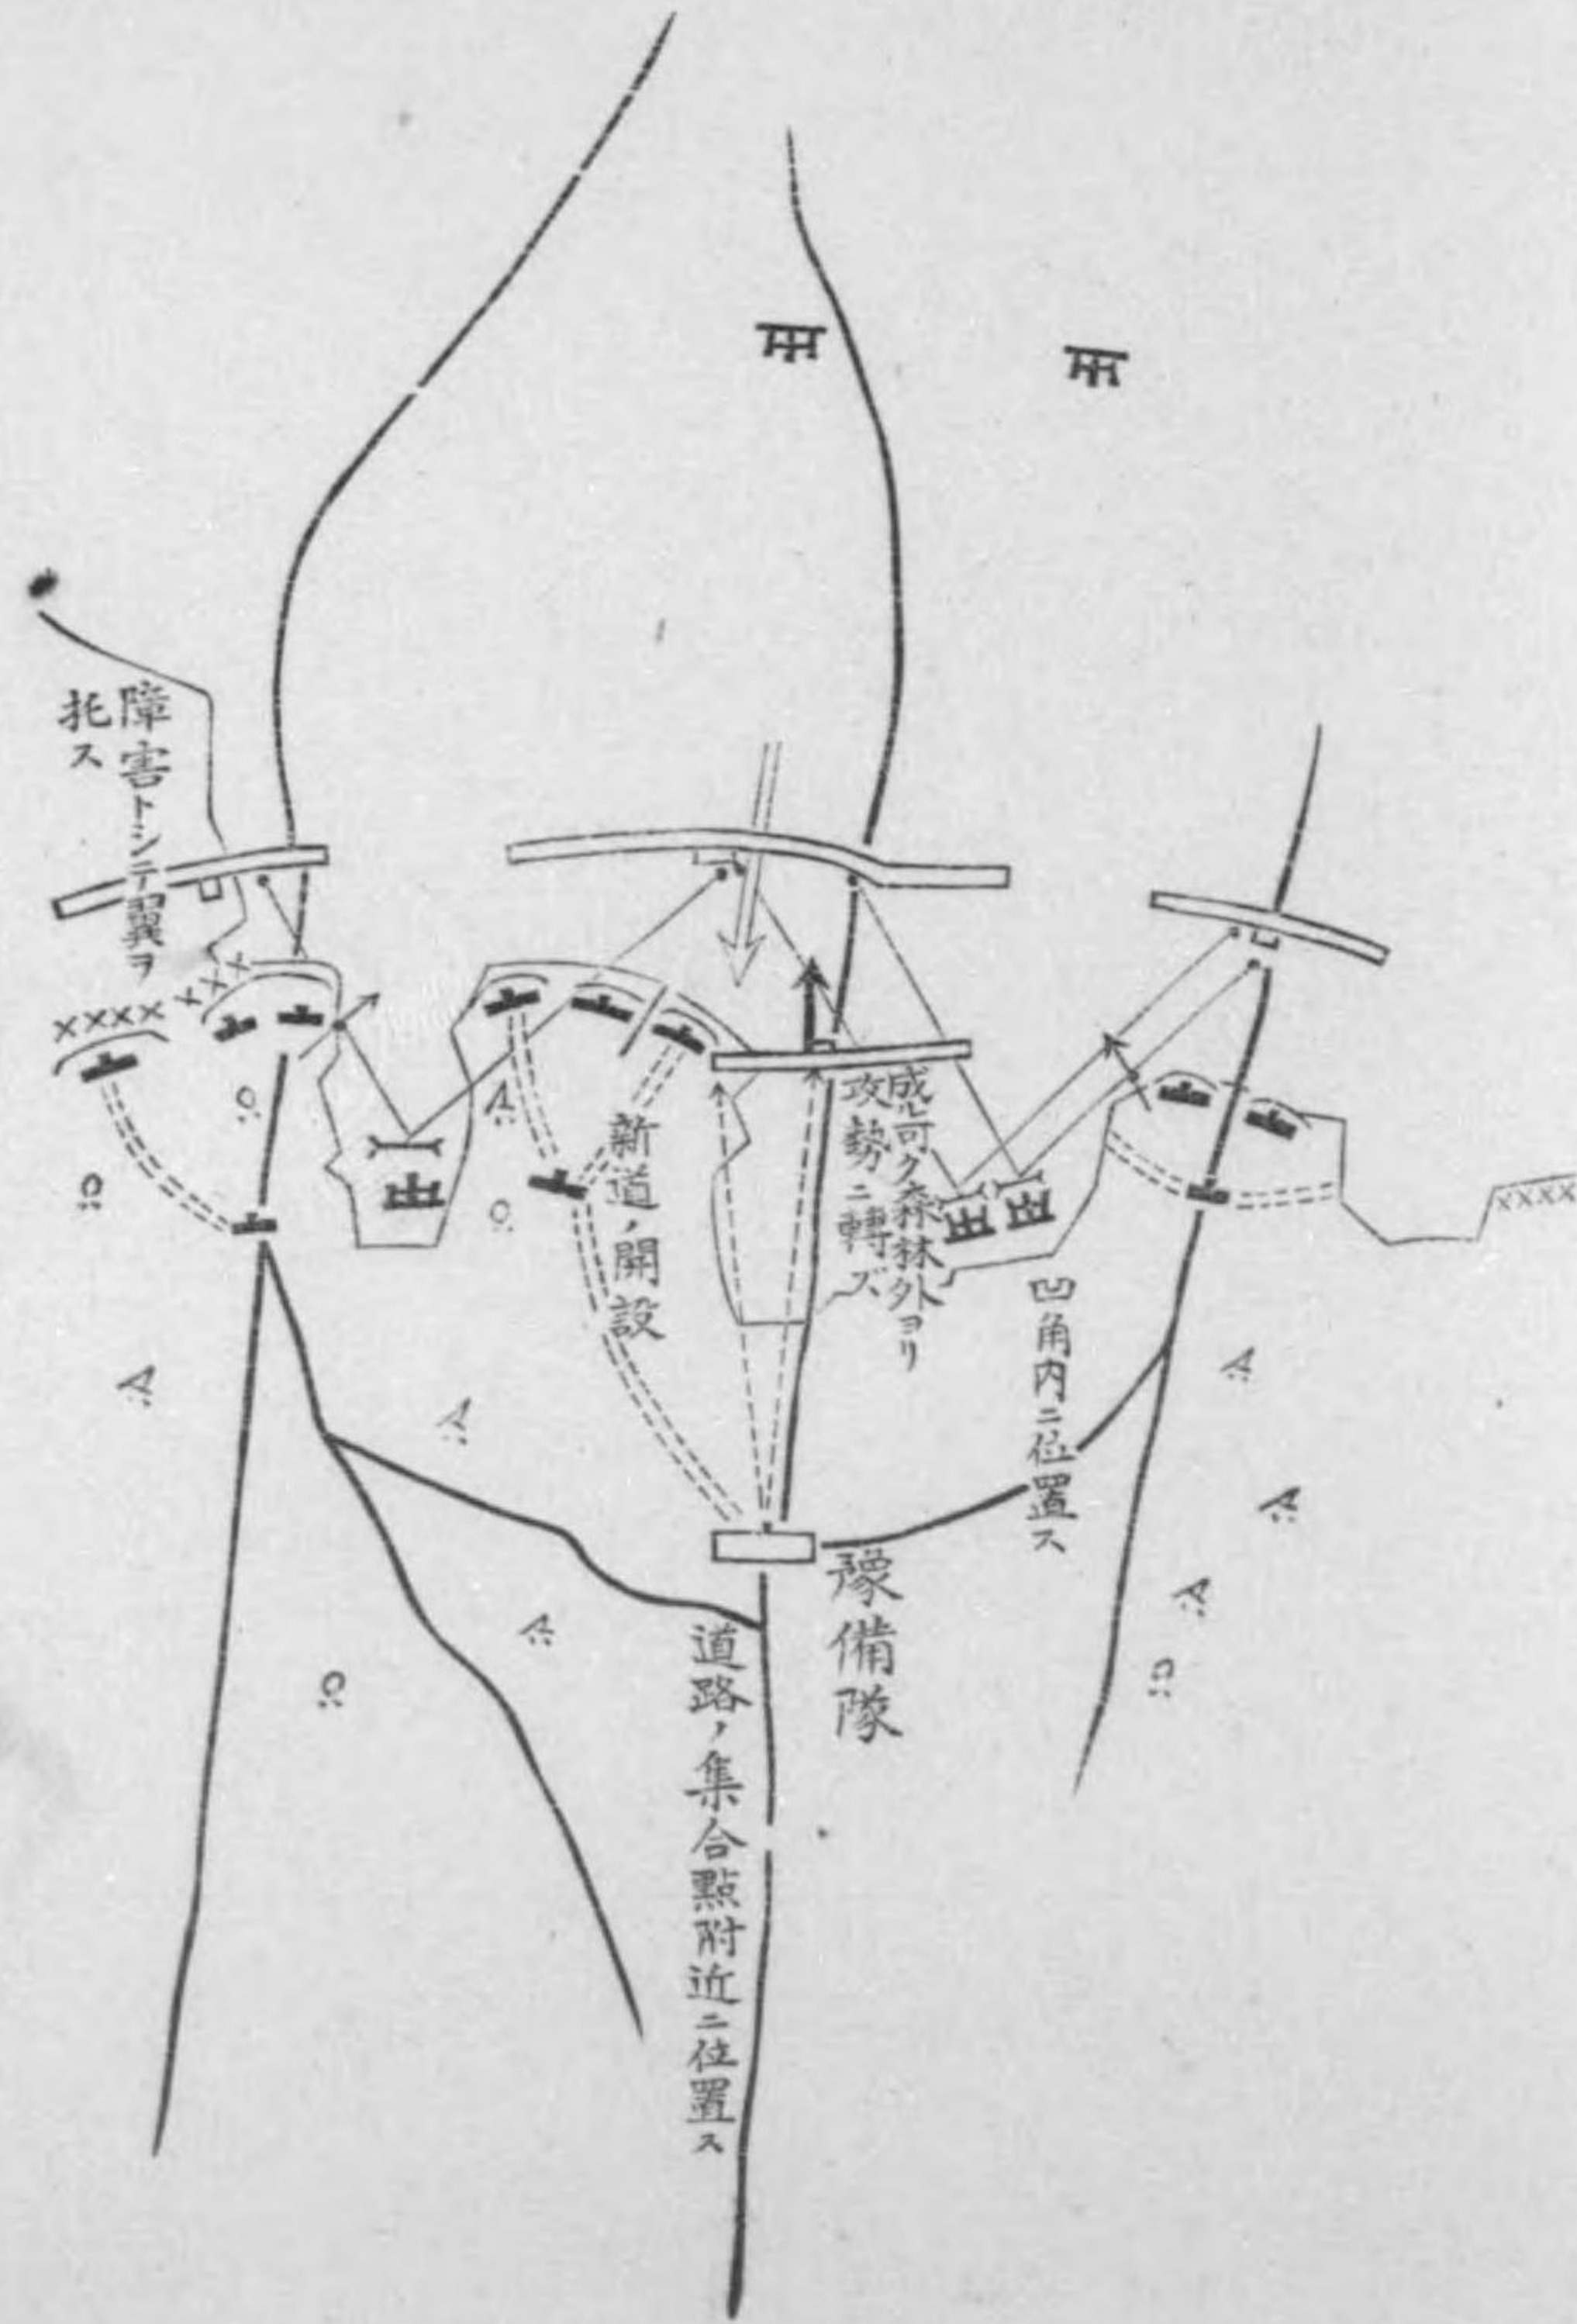 障害トシテ翼ヲ
托ス
成ル可ク森林外ヨリ
攻勢ニ轉ズ
新道ノ開設
凹角内ニ位置ス
豫備隊
道路ノ集合點附近ニ位置ス